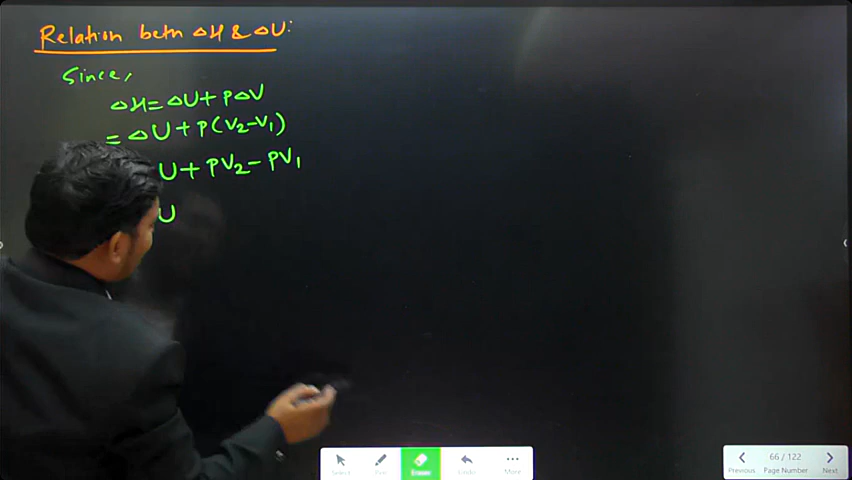 Relation betn ΔH & ΔU:
Since,
ΔH = ΔU + PΔV
= ΔU + P(V₂-V₁)
U + PV₂ - PV₁
U
Select
Pen
Erase
Undo
More
Previous
66 / 122
Page Number
Next